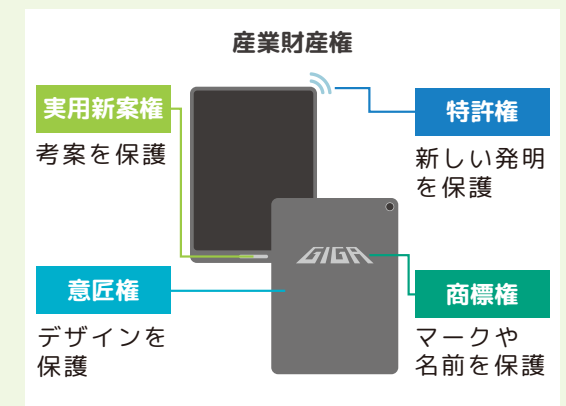 産業財産権
実用新案権
考案を保護
特許権
新しい発明
を保護
GIGA
意匠権
デザインを
保護
商標権
マークや
名前を保護